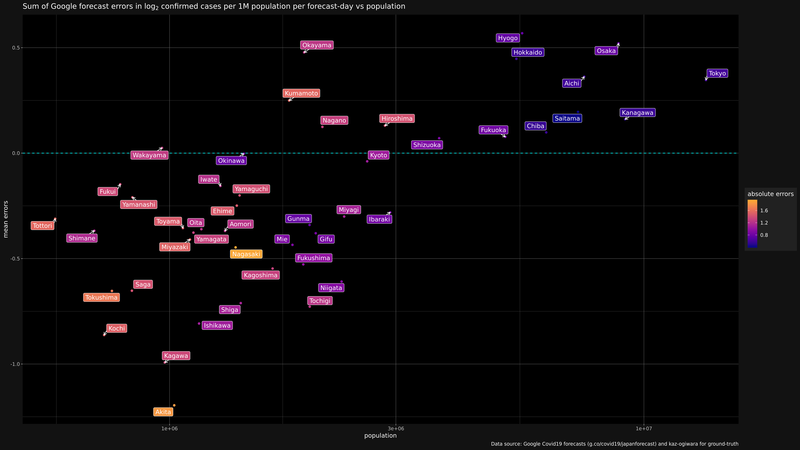 Sum of Google forecast errors in log₂ confirmed cases per 1M population per forecast-day vs population
Hyogo
Okayama
Osaka
Hokkaido
Tokyo
Aichi
Kumamoto
Kanagawa
Saitama
Hiroshima
Nagano
Chiba
Fukuoka
Shizuoka
Wakayama
Kyoto
Okinawa
Iwate
Fukui
Yamaguchi
Yamanashi
Miyagi
Ehime
Ibaraki
Gunma
Toyama
Oita
Aomori
Tottori
Shimane
Yamagata
Mie
Gifu
Miyazaki
Nagasaki
Fukushima
Kagoshima
Saga
Niigata
Tokushima
Tochigi
Shiga
Ishikawa
Kochi
Kagawa
Akita
0.5
0.0
-0.5
-1.0
mean errors
1e+06
3e+06
1e+07
population
absolute errors
1.6
1.2
0.8
Data source: Google Covid19 forecasts (g.co/covid19/japanforecast) and kaz-ogiwara for ground-truth